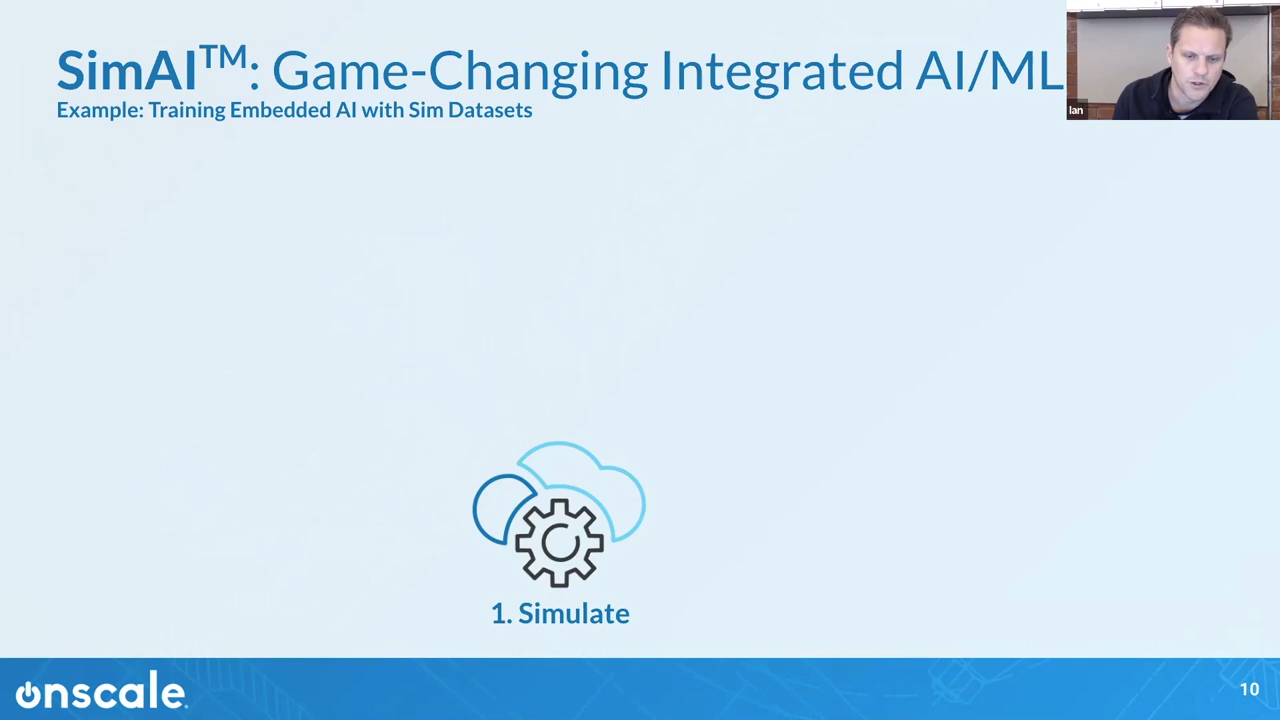 SimAI™: Game-Changing Integrated AI/ML
Example: Training Embedded AI with Sim Datasets
Ian
1. Simulate
onscale
10